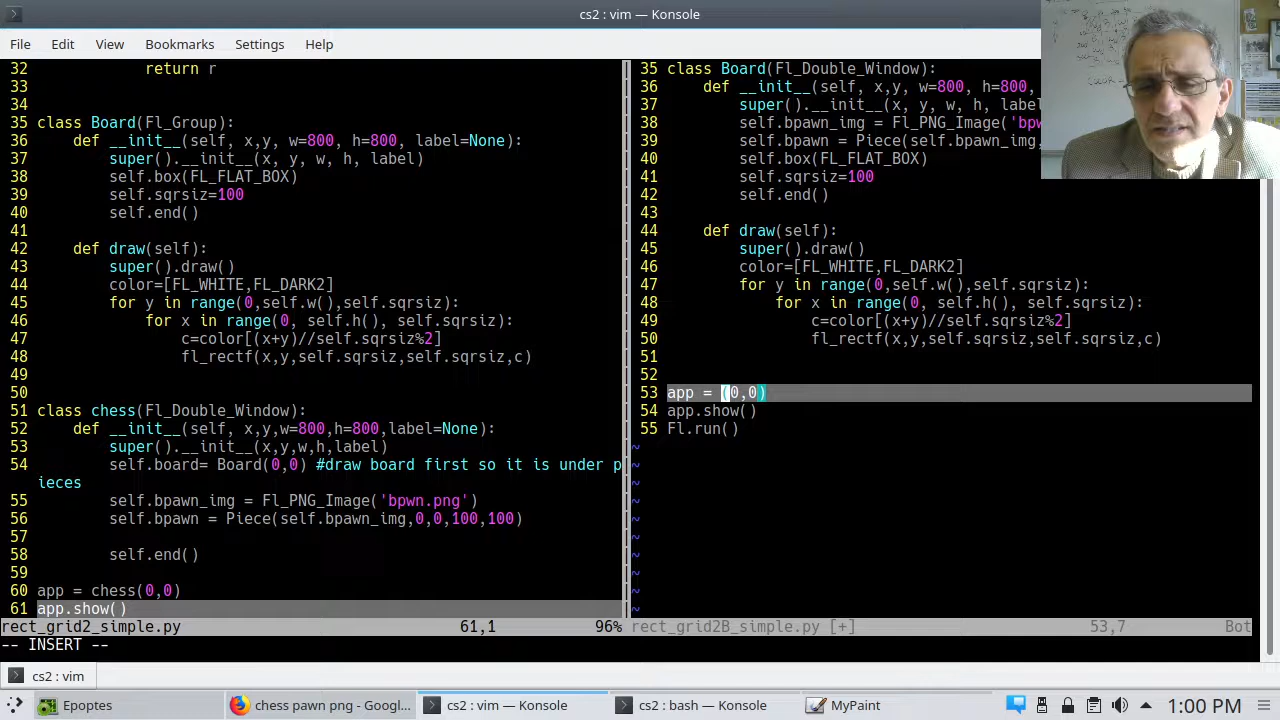 cs2 : vim — Konsole
File Edit View Bookmarks Settings Help
32 return r
33
34
35 class Board(Fl_Group):
36 def __init__(self, x,y, w=800, h=800, label=None):
37 super().__init__(x, y, w, h, label)
38 self.box(FL_FLAT_BOX)
39 self.sqrsiz=100
40 self.end()
41
42 def draw(self):
43 super().draw()
44 color=[FL_WHITE,FL_DARK2]
45 for y in range(0,self.w(),self.sqrsiz):
46 for x in range(0, self.h(), self.sqrsiz):
47 c=color[(x+y)//self.sqrsiz%2]
48 fl_rectf(x,y,self.sqrsiz,self.sqrsiz,c)
49
50
51 class chess(Fl_Double_Window):
52 def __init__(self, x,y,w=800,h=800,label=None):
53 super().__init__(x,y,w,h,label)
54 self.board= Board(0,0) #draw board first so it is under p
ieces
55 self.bpawn_img = Fl_PNG_Image('bpwn.png')
56 self.bpawn = Piece(self.bpawn_img,0,0,100,100)
57
58 self.end()
59
60 app = chess(0,0)
61 app.show()
rect_grid2_simple.py 61,1 96%
-- INSERT --
35 class Board(Fl_Double_Window):
36 def __init__(self, x,y, w=800, h=800,
37 super().__init__(x, y, w, h, label
38 self.bpawn_img = Fl_PNG_Image('bpw
39 self.bpawn = Piece(self.bpawn_img,
40 self.box(FL_FLAT_BOX)
41 self.sqrsiz=100
42 self.end()
43
44 def draw(self):
45 super().draw()
46 color=[FL_WHITE,FL_DARK2]
47 for y in range(0,self.w(),self.sqrsiz):
48 for x in range(0, self.h(), self.sqrsiz):
49 c=color[(x+y)//self.sqrsiz%2]
50 fl_rectf(x,y,self.sqrsiz,self.sqrsiz,c)
51
52
53 app = (0,0)
54 app.show()
55 Fl.run()
~
~
~
~
~
~
~
~
~
~
rect_grid2B_simple.py [+] 53,7 Bot
cs2 : vim
Epoptes chess pawn png - Googl... cs2 : vim — Konsole cs2 : bash — Konsole MyPaint 1:00 PM